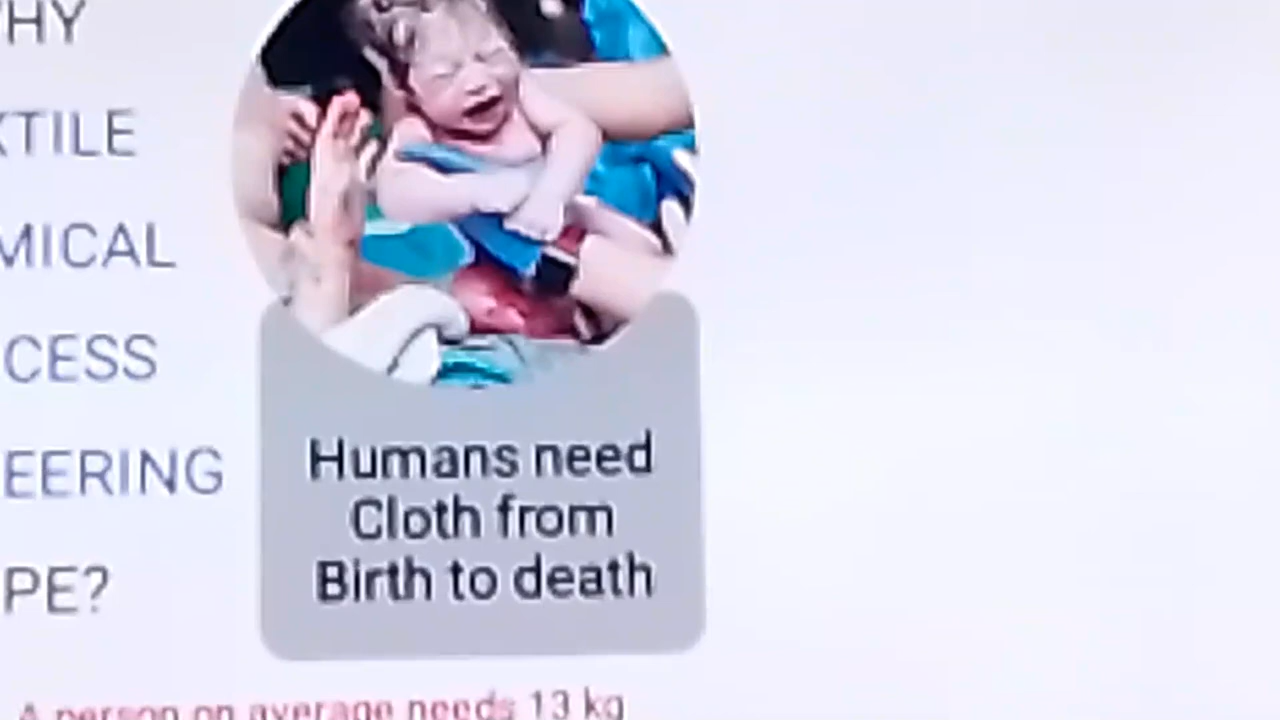 HY
TILE
MICAL
CESS
EERING
PE?
Humans need
Cloth from
Birth to death
A person on average needs 13 kg